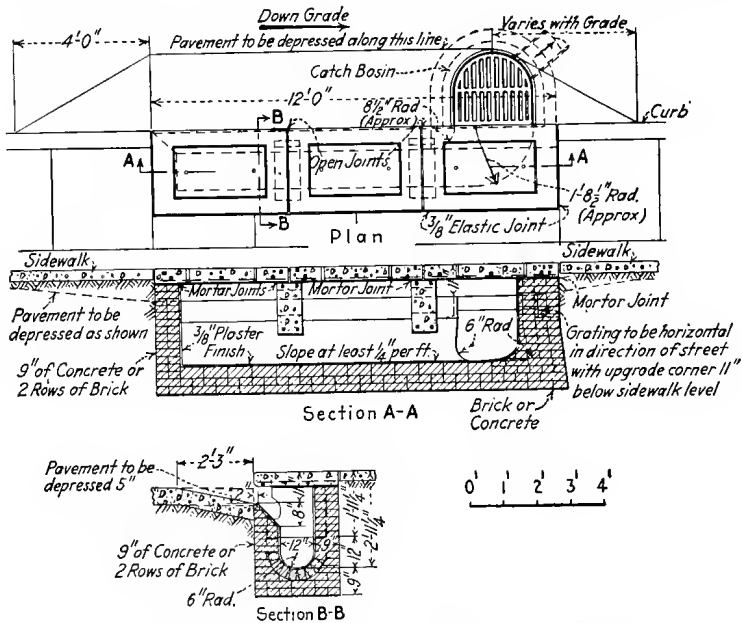 Down Grade
Varies with Grade
4'-0"
Pavement to be depressed along this line
Catch Basin
12'-0"
8½" Rad.
(Approx)
Curb
B
A
A
Open Joints
B
1'-8½" Rad.
(Approx)
3/8" Elastic Joint
Plan
Sidewalk
Sidewalk
Mortar Joints
Mortar Joint
Mortar Joint
Pavement to be
depressed as shown
11"
3/8" Plaster
Finish
6" Rad
Slope at least ¼" per ft.
Grating to be horizontal
in direction of street
with upgrade corner 11"
below sidewalk level
9" of Concrete or
2 Rows of Brick
Section A-A
Brick or
Concrete
Pavement to be
depressed 5"
2'-3"
2"
11"
8"
1'-11¼"
2'-11¼"
12"
9"
12"
9"
9" of Concrete or
2 Rows of Brick
6" Rad.
Section B-B
0' 1' 2' 3' 4'